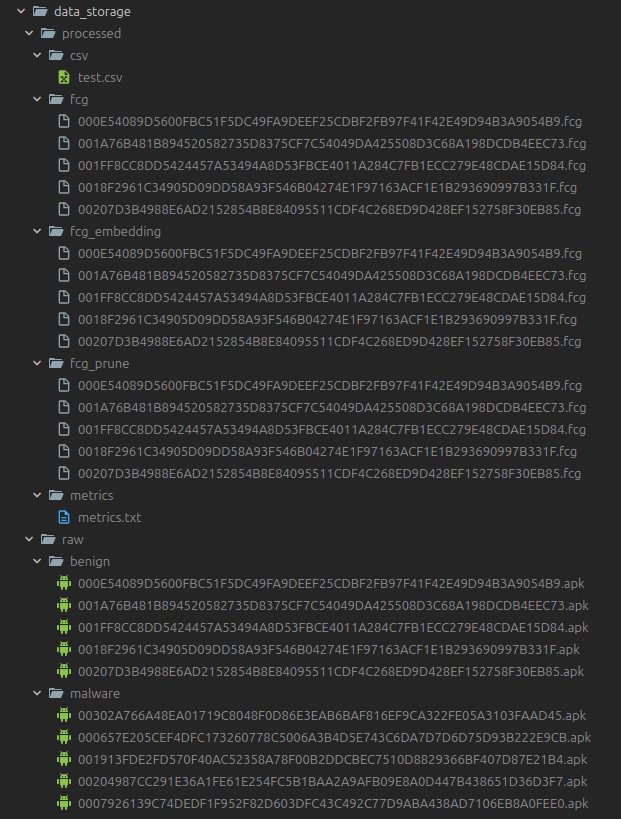 data_storage
processed
csv
test.csv
fcg
000E54089D5600FBC51F5DC49FA9DEEF25CDBF2FB97F41F42E49D94B3A9054B9.fcg
001A76B481B894520582735D8375CF7C54049DA425508D3C68A198DCDB4EEC73.fcg
001FF8CC8DD5424457A53494A8D53FBCE4011A284C7FB1ECC279E48CDAE15D84.fcg
0018F2961C34905D09DD58A93F546B04274E1F97163ACF1E1B293690997B331F.fcg
00207D3B4988E6AD2152854B8E84095511CDF4C268ED9D428EF152758F30EB85.fcg
fcg_embedding
000E54089D5600FBC51F5DC49FA9DEEF25CDBF2FB97F41F42E49D94B3A9054B9.fcg
001A76B481B894520582735D8375CF7C54049DA425508D3C68A198DCDB4EEC73.fcg
001FF8CC8DD5424457A53494A8D53FBCE4011A284C7FB1ECC279E48CDAE15D84.fcg
0018F2961C34905D09DD58A93F546B04274E1F97163ACF1E1B293690997B331F.fcg
00207D3B4988E6AD2152854B8E84095511CDF4C268ED9D428EF152758F30EB85.fcg
fcg_prune
000E54089D5600FBC51F5DC49FA9DEEF25CDBF2FB97F41F42E49D94B3A9054B9.fcg
001A76B481B894520582735D8375CF7C54049DA425508D3C68A198DCDB4EEC73.fcg
001FF8CC8DD5424457A53494A8D53FBCE4011A284C7FB1ECC279E48CDAE15D84.fcg
0018F2961C34905D09DD58A93F546B04274E1F97163ACF1E1B293690997B331F.fcg
00207D3B4988E6AD2152854B8E84095511CDF4C268ED9D428EF152758F30EB85.fcg
metrics
metrics.txt
raw
benign
000E54089D5600FBC51F5DC49FA9DEEF25CDBF2FB97F41F42E49D94B3A9054B9.apk
001A76B481B894520582735D8375CF7C54049DA425508D3C68A198DCDB4EEC73.apk
001FF8CC8DD5424457A53494A8D53FBCE4011A284C7FB1ECC279E48CDAE15D84.apk
0018F2961C34905D09DD58A93F546B04274E1F97163ACF1E1B293690997B331F.apk
00207D3B4988E6AD2152854B8E84095511CDF4C268ED9D428EF152758F30EB85.apk
malware
00302A766A48EA01719C8048F0D86E3EAB6BAF816EF9CA322FE05A3103FAAD45.apk
000657E205CEF4DFC173260778C5006A3B4D5E743C6DA7D7D6D75D93B222E9CB.apk
001913FDE2FD570F40AC52358A78F00B2DDCBEC7510D8829366BF407D87E21B4.apk
00204987CC291E36A1FE61E254FC5B1BAA2A9AFB09E8A0D447B438651D36D3F7.apk
0007926139C74DEDF1F952F82D603DFC43C492C77D9ABA438AD7106EB8A0FEE0.apk